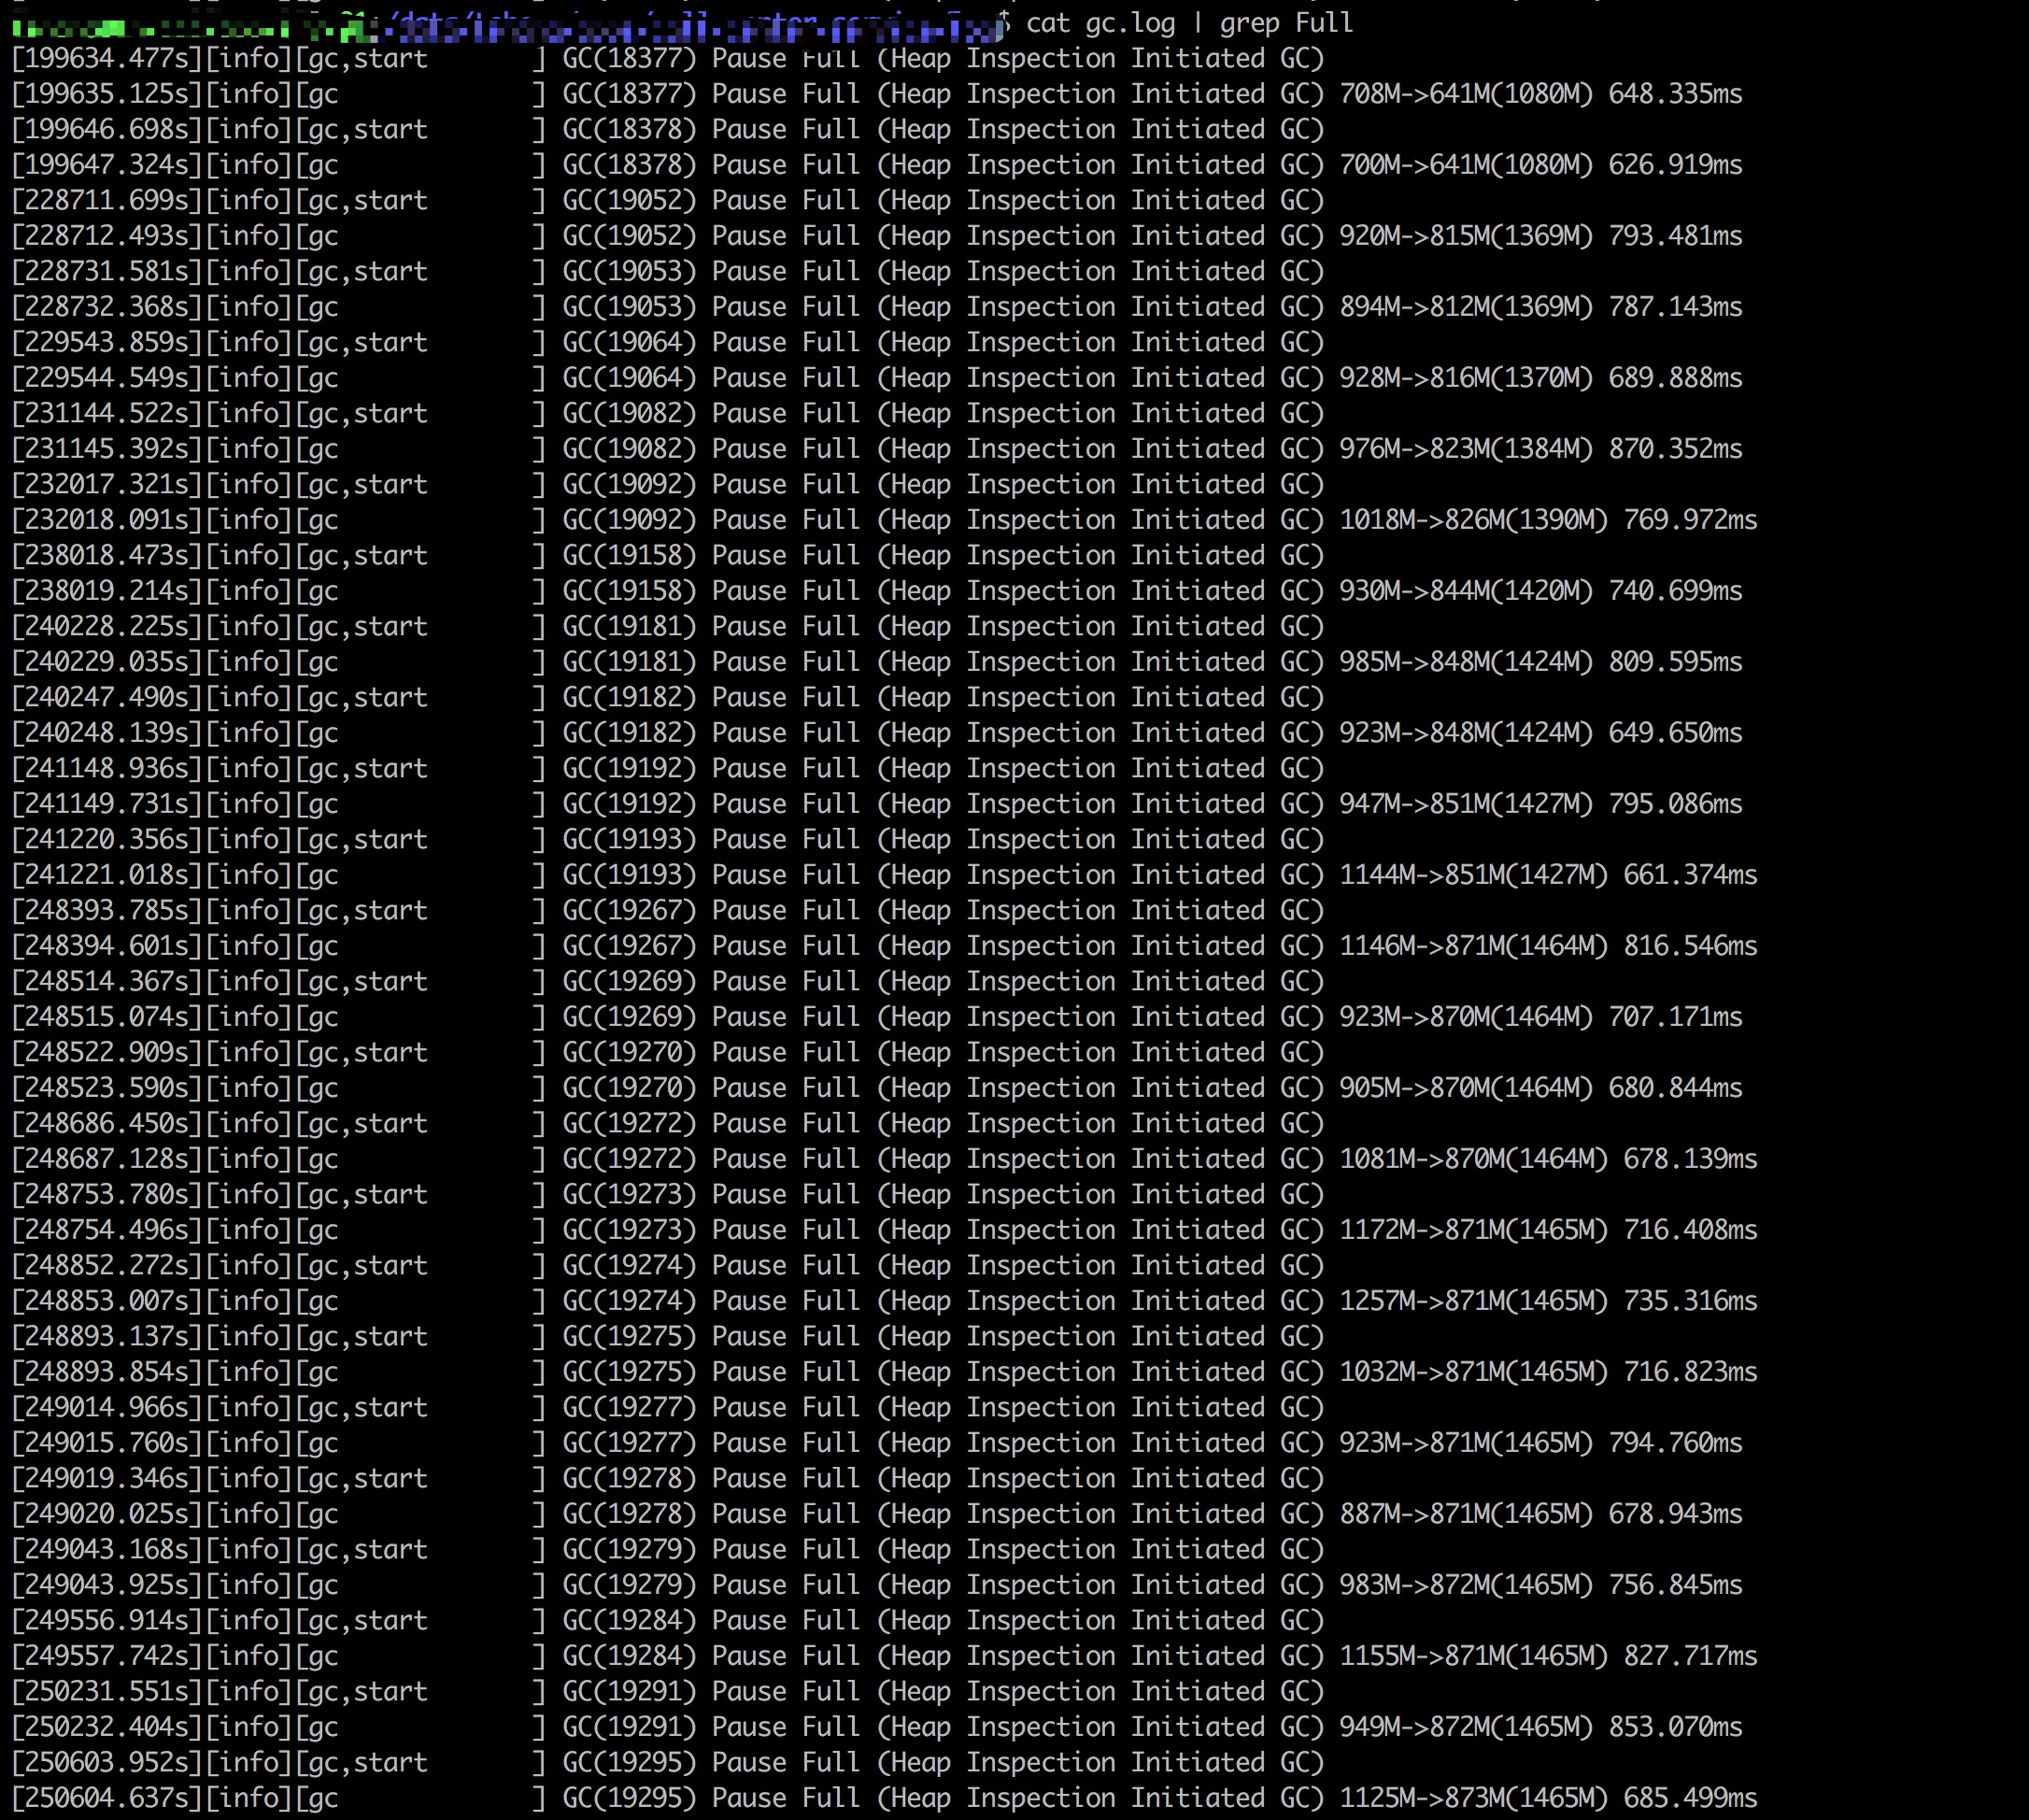 $ cat gc.log | grep Full
[199634.477s][info][gc,start       ] GC(18377) Pause Full (Heap Inspection Initiated GC)
[199635.125s][info][gc             ] GC(18377) Pause Full (Heap Inspection Initiated GC) 708M->641M(1080M) 648.335ms
[199646.698s][info][gc,start       ] GC(18378) Pause Full (Heap Inspection Initiated GC)
[199647.324s][info][gc             ] GC(18378) Pause Full (Heap Inspection Initiated GC) 700M->641M(1080M) 626.919ms
[228711.699s][info][gc,start       ] GC(19052) Pause Full (Heap Inspection Initiated GC)
[228712.493s][info][gc             ] GC(19052) Pause Full (Heap Inspection Initiated GC) 920M->815M(1369M) 793.481ms
[228731.581s][info][gc,start       ] GC(19053) Pause Full (Heap Inspection Initiated GC)
[228732.368s][info][gc             ] GC(19053) Pause Full (Heap Inspection Initiated GC) 894M->812M(1369M) 787.143ms
[229543.859s][info][gc,start       ] GC(19064) Pause Full (Heap Inspection Initiated GC)
[229544.549s][info][gc             ] GC(19064) Pause Full (Heap Inspection Initiated GC) 928M->816M(1370M) 689.888ms
[231144.522s][info][gc,start       ] GC(19082) Pause Full (Heap Inspection Initiated GC)
[231145.392s][info][gc             ] GC(19082) Pause Full (Heap Inspection Initiated GC) 976M->823M(1384M) 870.352ms
[232017.321s][info][gc,start       ] GC(19092) Pause Full (Heap Inspection Initiated GC)
[232018.091s][info][gc             ] GC(19092) Pause Full (Heap Inspection Initiated GC) 1018M->826M(1390M) 769.972ms
[238018.473s][info][gc,start       ] GC(19158) Pause Full (Heap Inspection Initiated GC)
[238019.214s][info][gc             ] GC(19158) Pause Full (Heap Inspection Initiated GC) 930M->844M(1420M) 740.699ms
[240228.225s][info][gc,start       ] GC(19181) Pause Full (Heap Inspection Initiated GC)
[240229.035s][info][gc             ] GC(19181) Pause Full (Heap Inspection Initiated GC) 985M->848M(1424M) 809.595ms
[240247.490s][info][gc,start       ] GC(19182) Pause Full (Heap Inspection Initiated GC)
[240248.139s][info][gc             ] GC(19182) Pause Full (Heap Inspection Initiated GC) 923M->848M(1424M) 649.650ms
[241148.936s][info][gc,start       ] GC(19192) Pause Full (Heap Inspection Initiated GC)
[241149.731s][info][gc             ] GC(19192) Pause Full (Heap Inspection Initiated GC) 947M->851M(1427M) 795.086ms
[241220.356s][info][gc,start       ] GC(19193) Pause Full (Heap Inspection Initiated GC)
[241221.018s][info][gc             ] GC(19193) Pause Full (Heap Inspection Initiated GC) 1144M->851M(1427M) 661.374ms
[248393.785s][info][gc,start       ] GC(19267) Pause Full (Heap Inspection Initiated GC)
[248394.601s][info][gc             ] GC(19267) Pause Full (Heap Inspection Initiated GC) 1146M->871M(1464M) 816.546ms
[248514.367s][info][gc,start       ] GC(19269) Pause Full (Heap Inspection Initiated GC)
[248515.074s][info][gc             ] GC(19269) Pause Full (Heap Inspection Initiated GC) 923M->870M(1464M) 707.171ms
[248522.909s][info][gc,start       ] GC(19270) Pause Full (Heap Inspection Initiated GC)
[248523.590s][info][gc             ] GC(19270) Pause Full (Heap Inspection Initiated GC) 905M->870M(1464M) 680.844ms
[248686.450s][info][gc,start       ] GC(19272) Pause Full (Heap Inspection Initiated GC)
[248687.128s][info][gc             ] GC(19272) Pause Full (Heap Inspection Initiated GC) 1081M->870M(1464M) 678.139ms
[248753.780s][info][gc,start       ] GC(19273) Pause Full (Heap Inspection Initiated GC)
[248754.496s][info][gc             ] GC(19273) Pause Full (Heap Inspection Initiated GC) 1172M->871M(1465M) 716.408ms
[248852.272s][info][gc,start       ] GC(19274) Pause Full (Heap Inspection Initiated GC)
[248853.007s][info][gc             ] GC(19274) Pause Full (Heap Inspection Initiated GC) 1257M->871M(1465M) 735.316ms
[248893.137s][info][gc,start       ] GC(19275) Pause Full (Heap Inspection Initiated GC)
[248893.854s][info][gc             ] GC(19275) Pause Full (Heap Inspection Initiated GC) 1032M->871M(1465M) 716.823ms
[249014.966s][info][gc,start       ] GC(19277) Pause Full (Heap Inspection Initiated GC)
[249015.760s][info][gc             ] GC(19277) Pause Full (Heap Inspection Initiated GC) 923M->871M(1465M) 794.760ms
[249019.346s][info][gc,start       ] GC(19278) Pause Full (Heap Inspection Initiated GC)
[249020.025s][info][gc             ] GC(19278) Pause Full (Heap Inspection Initiated GC) 887M->871M(1465M) 678.943ms
[249043.168s][info][gc,start       ] GC(19279) Pause Full (Heap Inspection Initiated GC)
[249043.925s][info][gc             ] GC(19279) Pause Full (Heap Inspection Initiated GC) 983M->872M(1465M) 756.845ms
[249556.914s][info][gc,start       ] GC(19284) Pause Full (Heap Inspection Initiated GC)
[249557.742s][info][gc             ] GC(19284) Pause Full (Heap Inspection Initiated GC) 1155M->871M(1465M) 827.717ms
[250231.551s][info][gc,start       ] GC(19291) Pause Full (Heap Inspection Initiated GC)
[250232.404s][info][gc             ] GC(19291) Pause Full (Heap Inspection Initiated GC) 949M->872M(1465M) 853.070ms
[250603.952s][info][gc,start       ] GC(19295) Pause Full (Heap Inspection Initiated GC)
[250604.637s][info][gc             ] GC(19295) Pause Full (Heap Inspection Initiated GC) 1125M->873M(1465M) 685.499ms